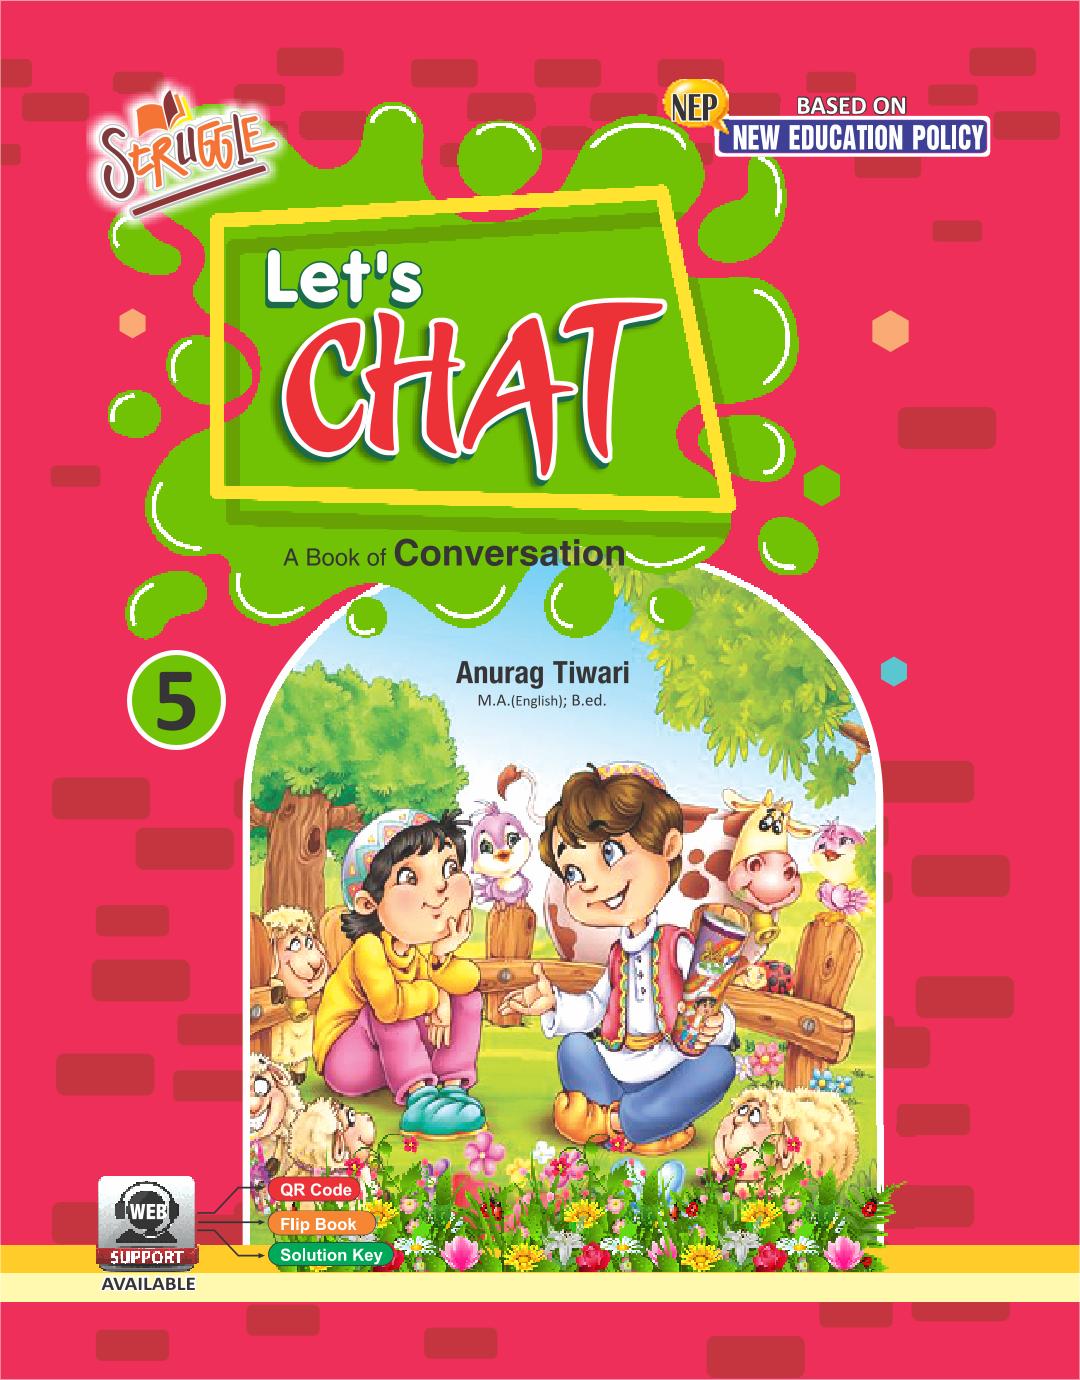 STRUGGLE
NEP
BASED ON
NEW EDUCATION POLICY
Let's
CHAT
A Book of Conversation
Anurag Tiwari
M.A.(English); B.ed.
5
WEB
SUPPORT
AVAILABLE
QR Code
Flip Book
Solution Key